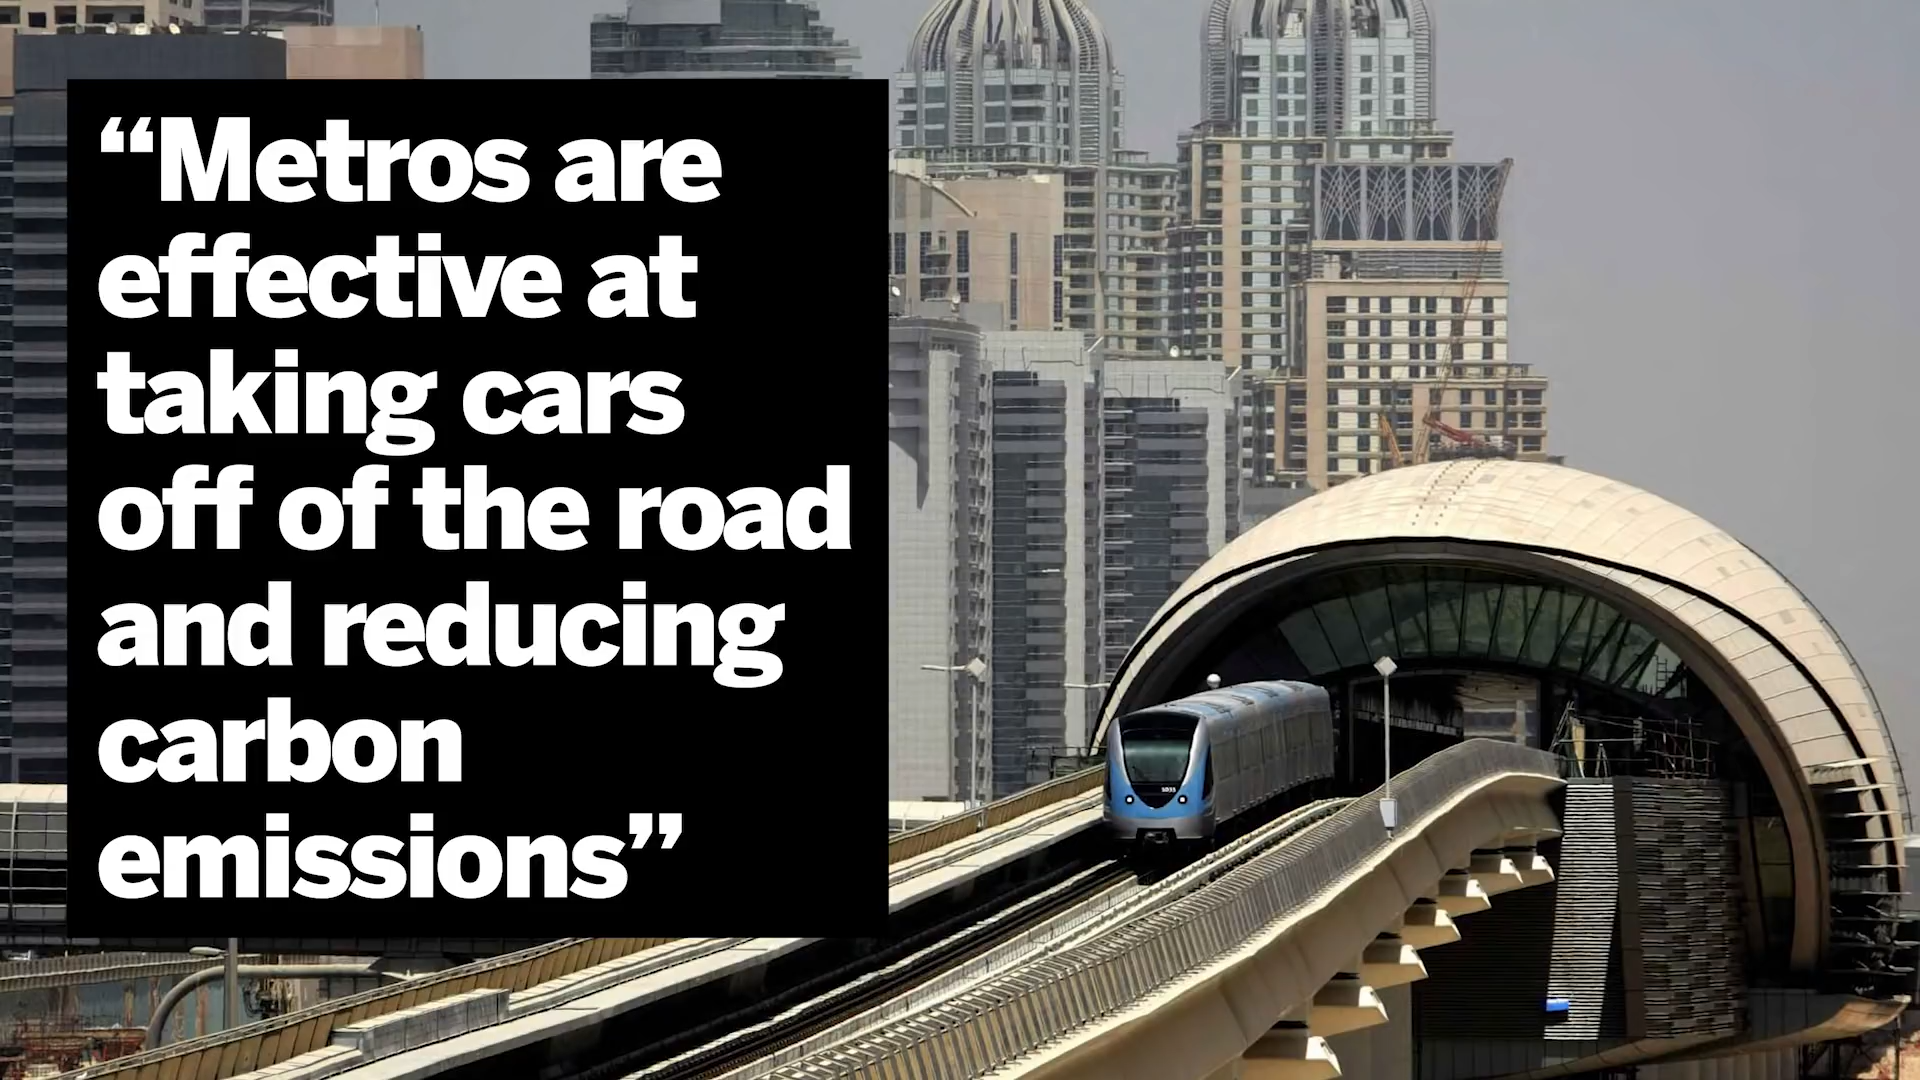 “Metros are
effective at
taking cars
off of the road
and reducing
carbon
emissions”